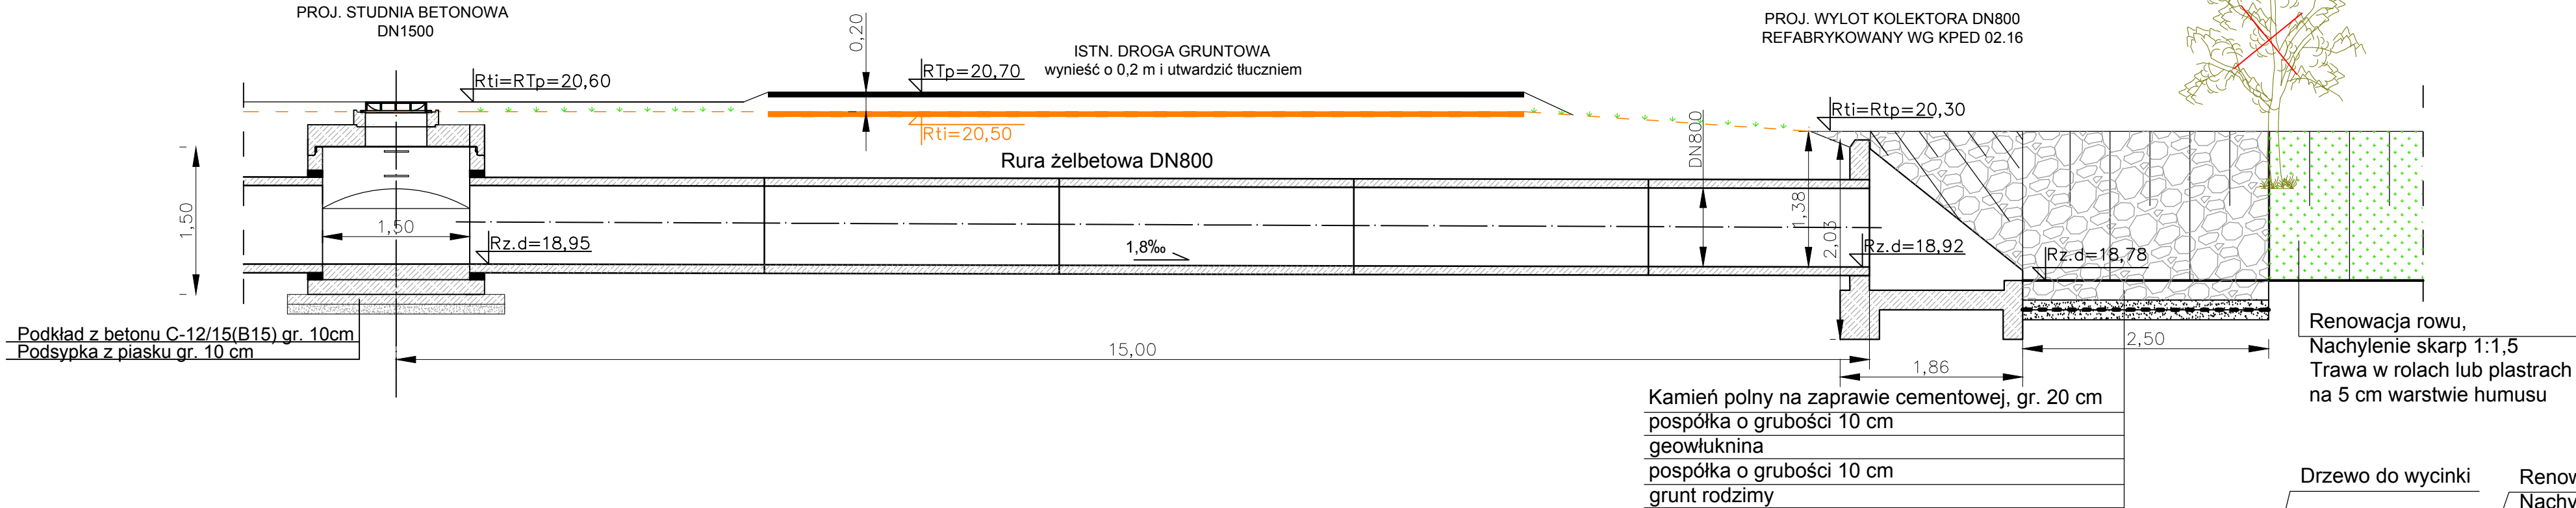 PROJ. STUDNIA BETONOWA
DN1500
0,20
ISTN. DROGA GRUNTOWA
wynieść o 0,2 m i utwardzić tłuczniem
PROJ. WYLOT KOLEKTORA DN800
REFABRYKOWANY WG KPED 02.16
Rti=RTp=20,60
RTp=20,70
Rti=20,50
Rti=Rtp=20,30
Rura żelbetowa DN800
DN800
1,50
1,50
Rz.d=18,95
1,8‰
1,38
2,03
Rz.d=18,92
Rz.d=18,78
Podkład z betonu C-12/15(B15) gr. 10cm
Podsypka z piasku gr. 10 cm
15,00
1,86
2,50
Renowacja rowu,
Nachylenie skarp 1:1,5
Trawa w rolach lub plastrach
na 5 cm warstwie humusu
Kamień polny na zaprawie cementowej, gr. 20 cm
pospółka o grubości 10 cm
geowłuknina
pospółka o grubości 10 cm
grunt rodzimy
Drzewo do wycinki
Renow
Nachy